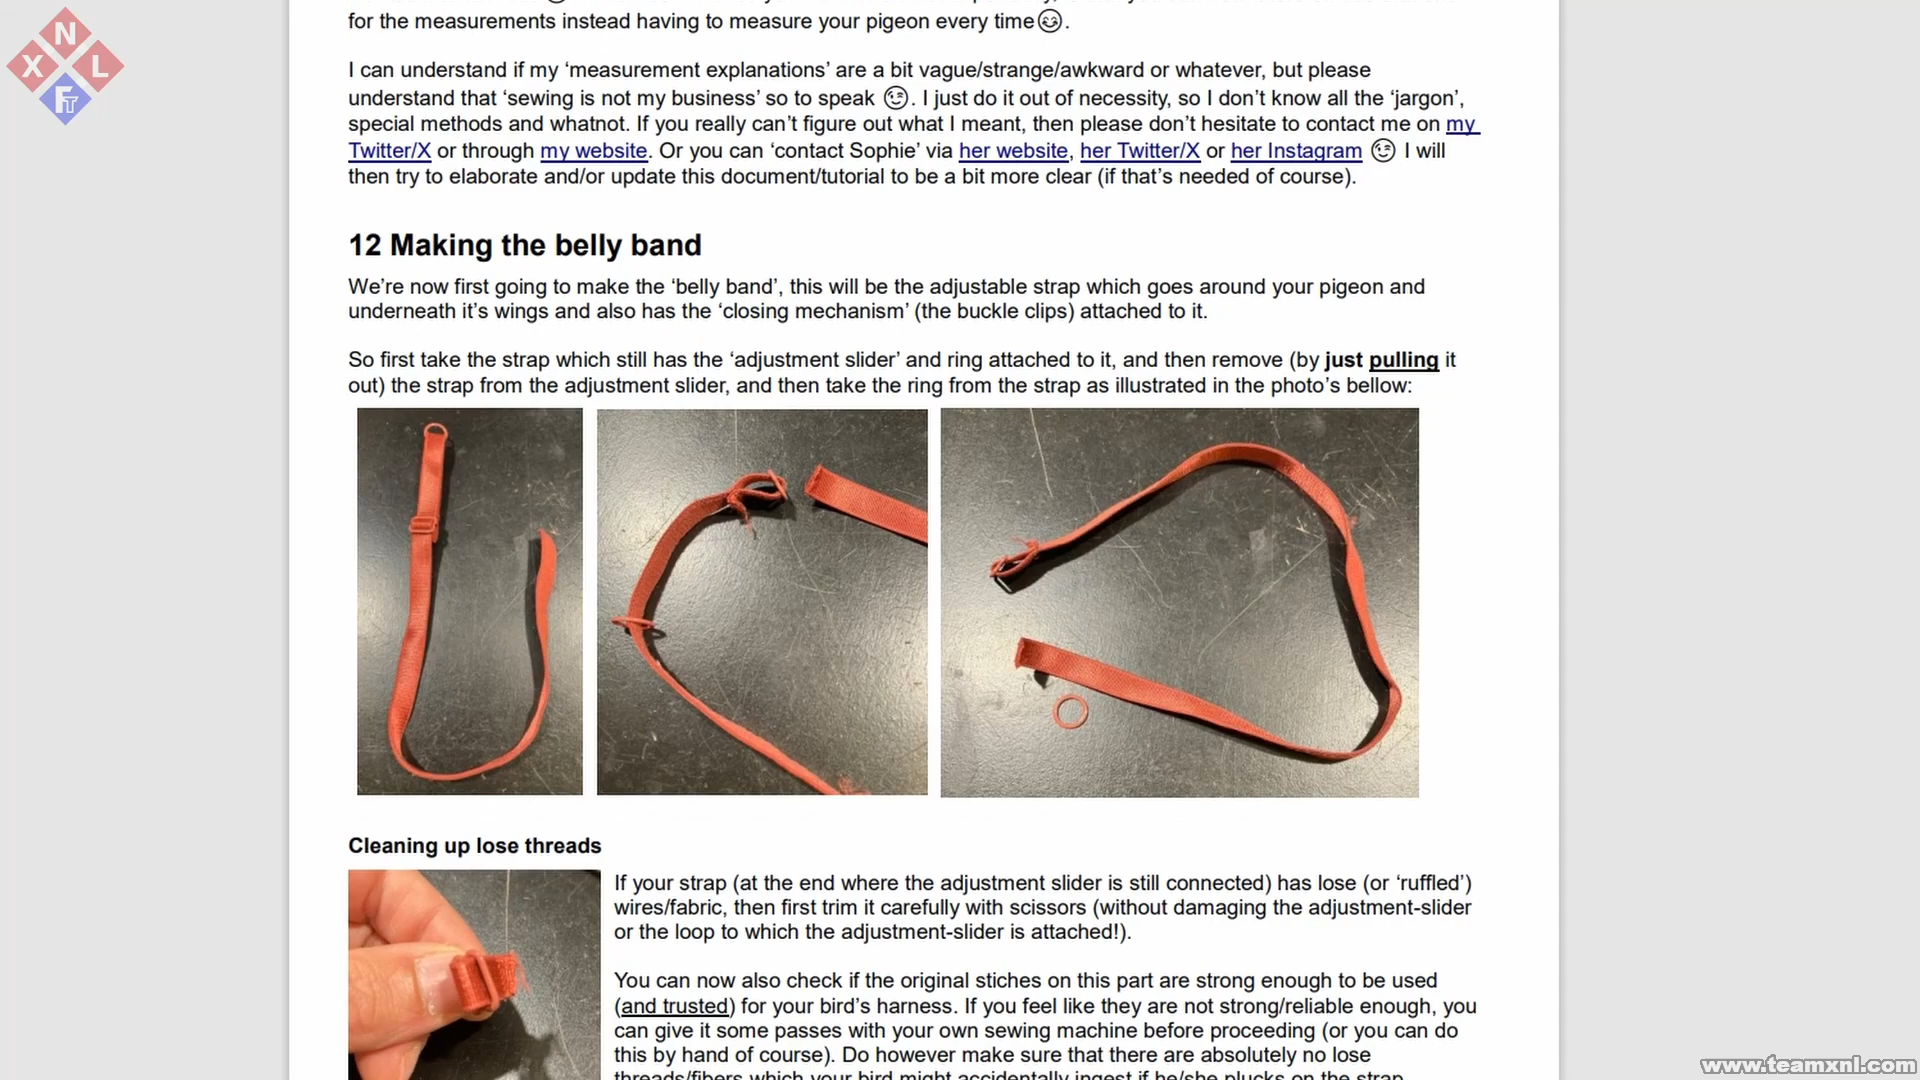 N
X L
FT
for the measurements instead having to measure your pigeon every time😊.
I can understand if my ‘measurement explanations’ are a bit vague/strange/awkward or whatever, but please
understand that ‘sewing is not my business’ so to speak 😉. I just do it out of necessity, so I don’t know all the ‘jargon’,
special methods and whatnot. If you really can’t figure out what I meant, then please don’t hesitate to contact me on my
Twitter/X or through my website. Or you can ‘contact Sophie’ via her website, her Twitter/X or her Instagram 😉 I will
then try to elaborate and/or update this document/tutorial to be a bit more clear (if that’s needed of course).
12 Making the belly band
We’re now first going to make the ‘belly band’, this will be the adjustable strap which goes around your pigeon and
underneath it’s wings and also has the ‘closing mechanism’ (the buckle clips) attached to it.
So first take the strap which still has the ‘adjustment slider’ and ring attached to it, and then remove (by just pulling it
out) the strap from the adjustment slider, and then take the ring from the strap as illustrated in the photo’s bellow:
Cleaning up lose threads
If your strap (at the end where the adjustment slider is still connected) has lose (or ‘ruffled’)
wires/fabric, then first trim it carefully with scissors (without damaging the adjustment-slider
or the loop to which the adjustment-slider is attached!).
You can now also check if the original stiches on this part are strong enough to be used
(and trusted) for your bird’s harness. If you feel like they are not strong/reliable enough, you
can give it some passes with your own sewing machine before proceeding (or you can do
this by hand of course). Do however make sure that there are absolutely no lose
threads/fibers which your bird might accidentally ingest if he/she plucks on the strap
www.teamxnl.com